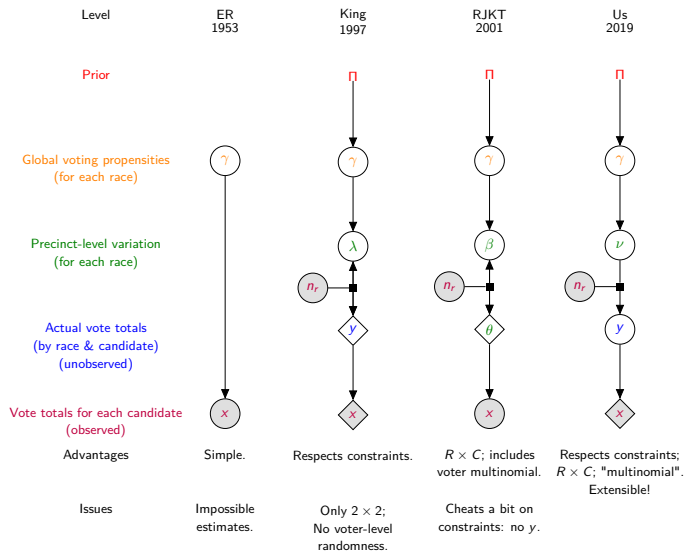 Level
ER
1953
King
1997
RJKT
2001
Us
2019
Prior
Π
Π
Π
Global voting propensities
(for each race)
γ
γ
γ
γ
Precinct-level variation
(for each race)
λ
β
ν
n_r
n_r
n_r
Actual vote totals
(by race & candidate)
(unobserved)
y
θ
y
Vote totals for each candidate
(observed)
x
x
x
x
Advantages
Simple.
Respects constraints.
R × C; includes
voter multinomial.
Respects constraints;
R × C; "multinomial".
Extensible!
Issues
Impossible
estimates.
Only 2 × 2;
No voter-level
randomness.
Cheats a bit on
constraints: no y.